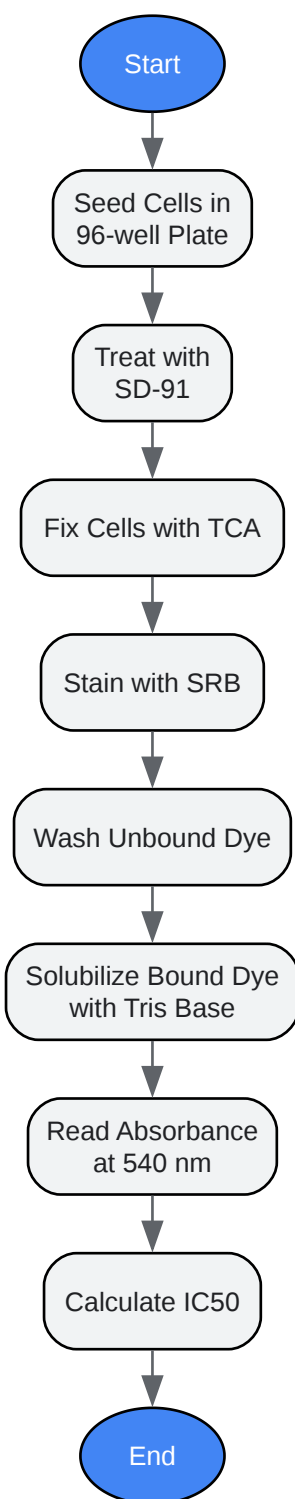 Start
Seed Cells in
96-well Plate
Treat with
SD-91
Fix Cells with TCA
Stain with SRB
Wash Unbound Dye
Solubilize Bound Dye
with Tris Base
Read Absorbance
at 540 nm
Calculate IC50
End